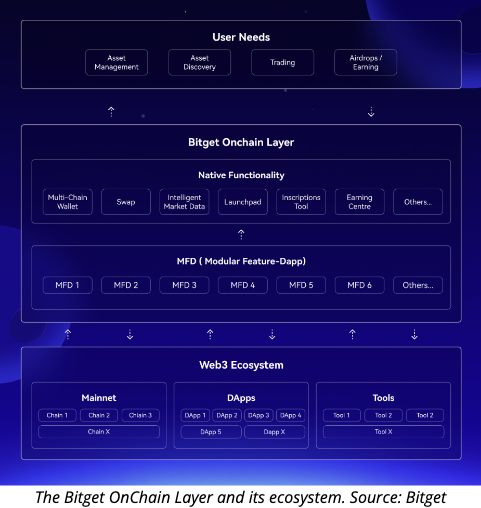 User Needs
Asset
Management
Asset
Discovery
Trading
Airdrops /
Earning
Bitget Onchain Layer
Native Functionality
Multi-Chain
Wallet
Swap
Intelligent
Market Data
Launchpad
Inscriptions
Tool
Earning
Centre
Others...
MFD ( Modular Feature-Dapp)
MFD 1
MFD 2
MFD 3
MFD 4
MFD 5
MFD 6
Others...
Web3 Ecosystem
Mainnet
Chain 1
Chain 2
Chiain 3
Chain X
DApps
DApp 1
DApp 2
DApp 3
DApp 4
DApp 5
Dapp X
Tools
Tool 1
Tool 2
Tool 2
Tool X
The Bitget OnChain Layer and its ecosystem. Source: Bitget